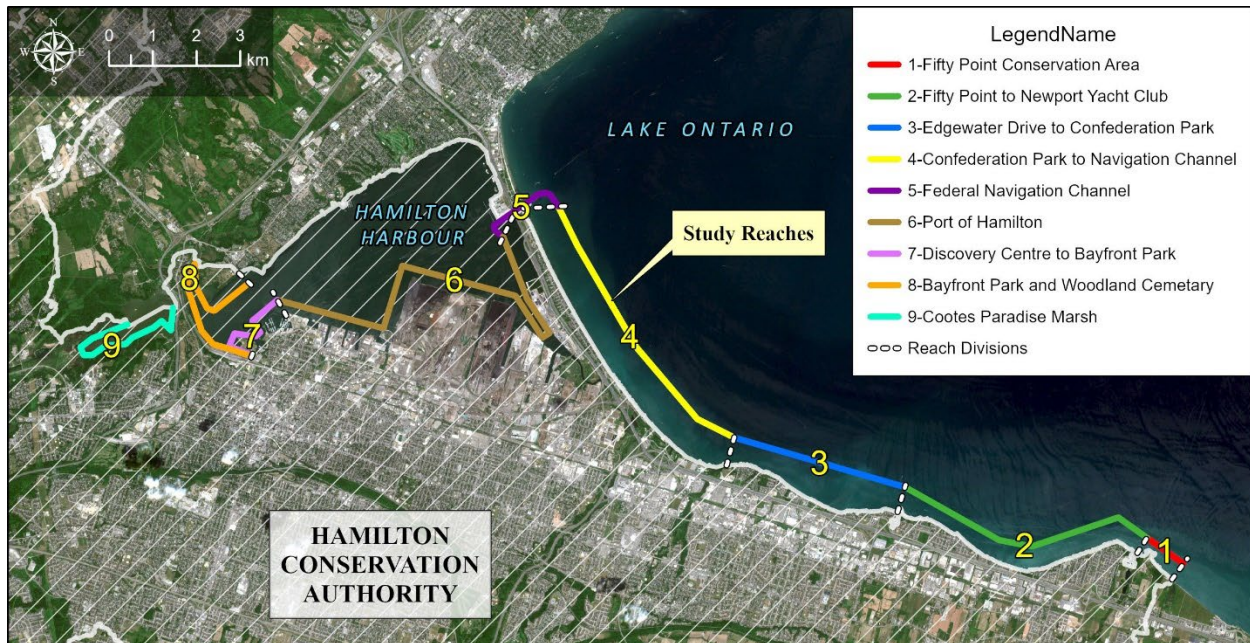 N
W E
S
0 1 2 3
km
LAKE ONTARIO
HAMILTON
HARBOUR
Study Reaches
HAMILTON
CONSERVATION
AUTHORITY
5
8
6
9
7
4
3
2
1
LegendName
1-Fifty Point Conservation Area
2-Fifty Point to Newport Yacht Club
3-Edgewater Drive to Confederation Park
4-Confederation Park to Navigation Channel
5-Federal Navigation Channel
6-Port of Hamilton
7-Discovery Centre to Bayfront Park
8-Bayfront Park and Woodland Cemetary
9-Cootes Paradise Marsh
Reach Divisions